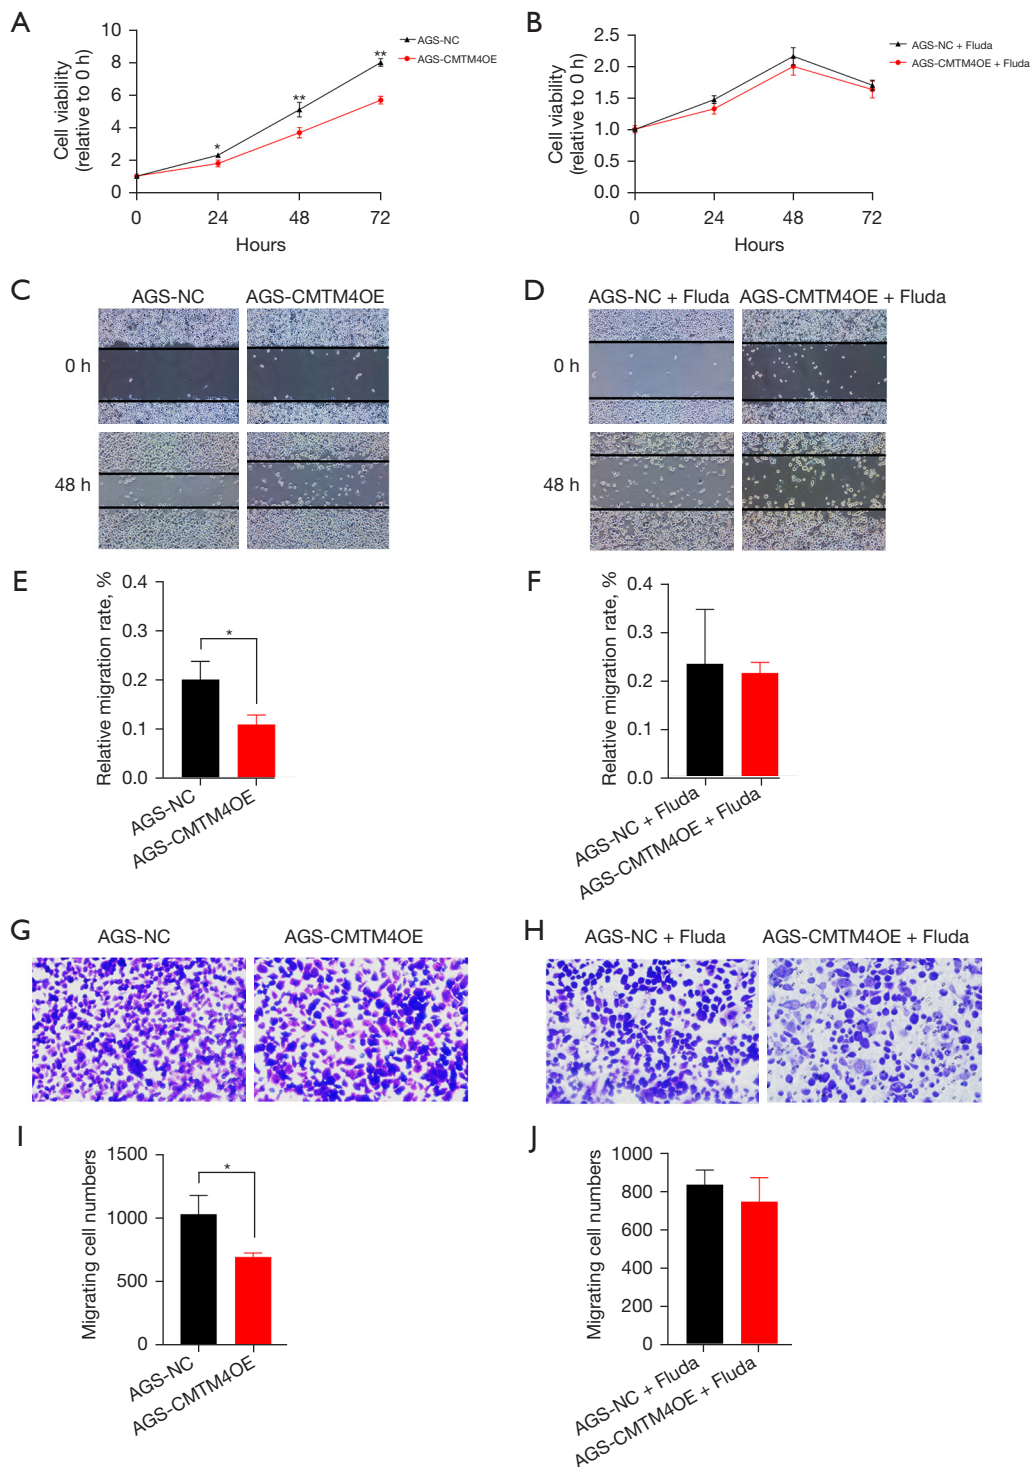 A
Cell viability
(relative to 0 h)
10
8
6
4
2
0
*
**
**
AGS-NC
AGS-CMTM4OE
0 24 48 72
Hours
B
Cell viability
(relative to 0 h)
2.5
2.0
1.5
1.0
0.5
0.0
AGS-NC + Fluda
AGS-CMTM4OE + Fluda
0 24 48 72
Hours
C
AGS-NC AGS-CMTM4OE
0 h
48 h
D
AGS-NC + Fluda AGS-CMTM4OE + Fluda
0 h
48 h
E
Relative migration rate, %
0.4
0.3
0.2
0.1
0.0
*
AGS-NC
AGS-CMTM4OE
F
Relative migration rate, %
0.4
0.3
0.2
0.1
0.0
AGS-NC + Fluda
AGS-CMTM4OE + Fluda
G
AGS-NC AGS-CMTM4OE
H
AGS-NC + Fluda AGS-CMTM4OE + Fluda
I
Migrating cell numbers
1500
1000
500
0
*
AGS-NC
AGS-CMTM4OE
J
Migrating cell numbers
1000
800
600
400
200
0
AGS-NC + Fluda
AGS-CMTM4OE + Fluda